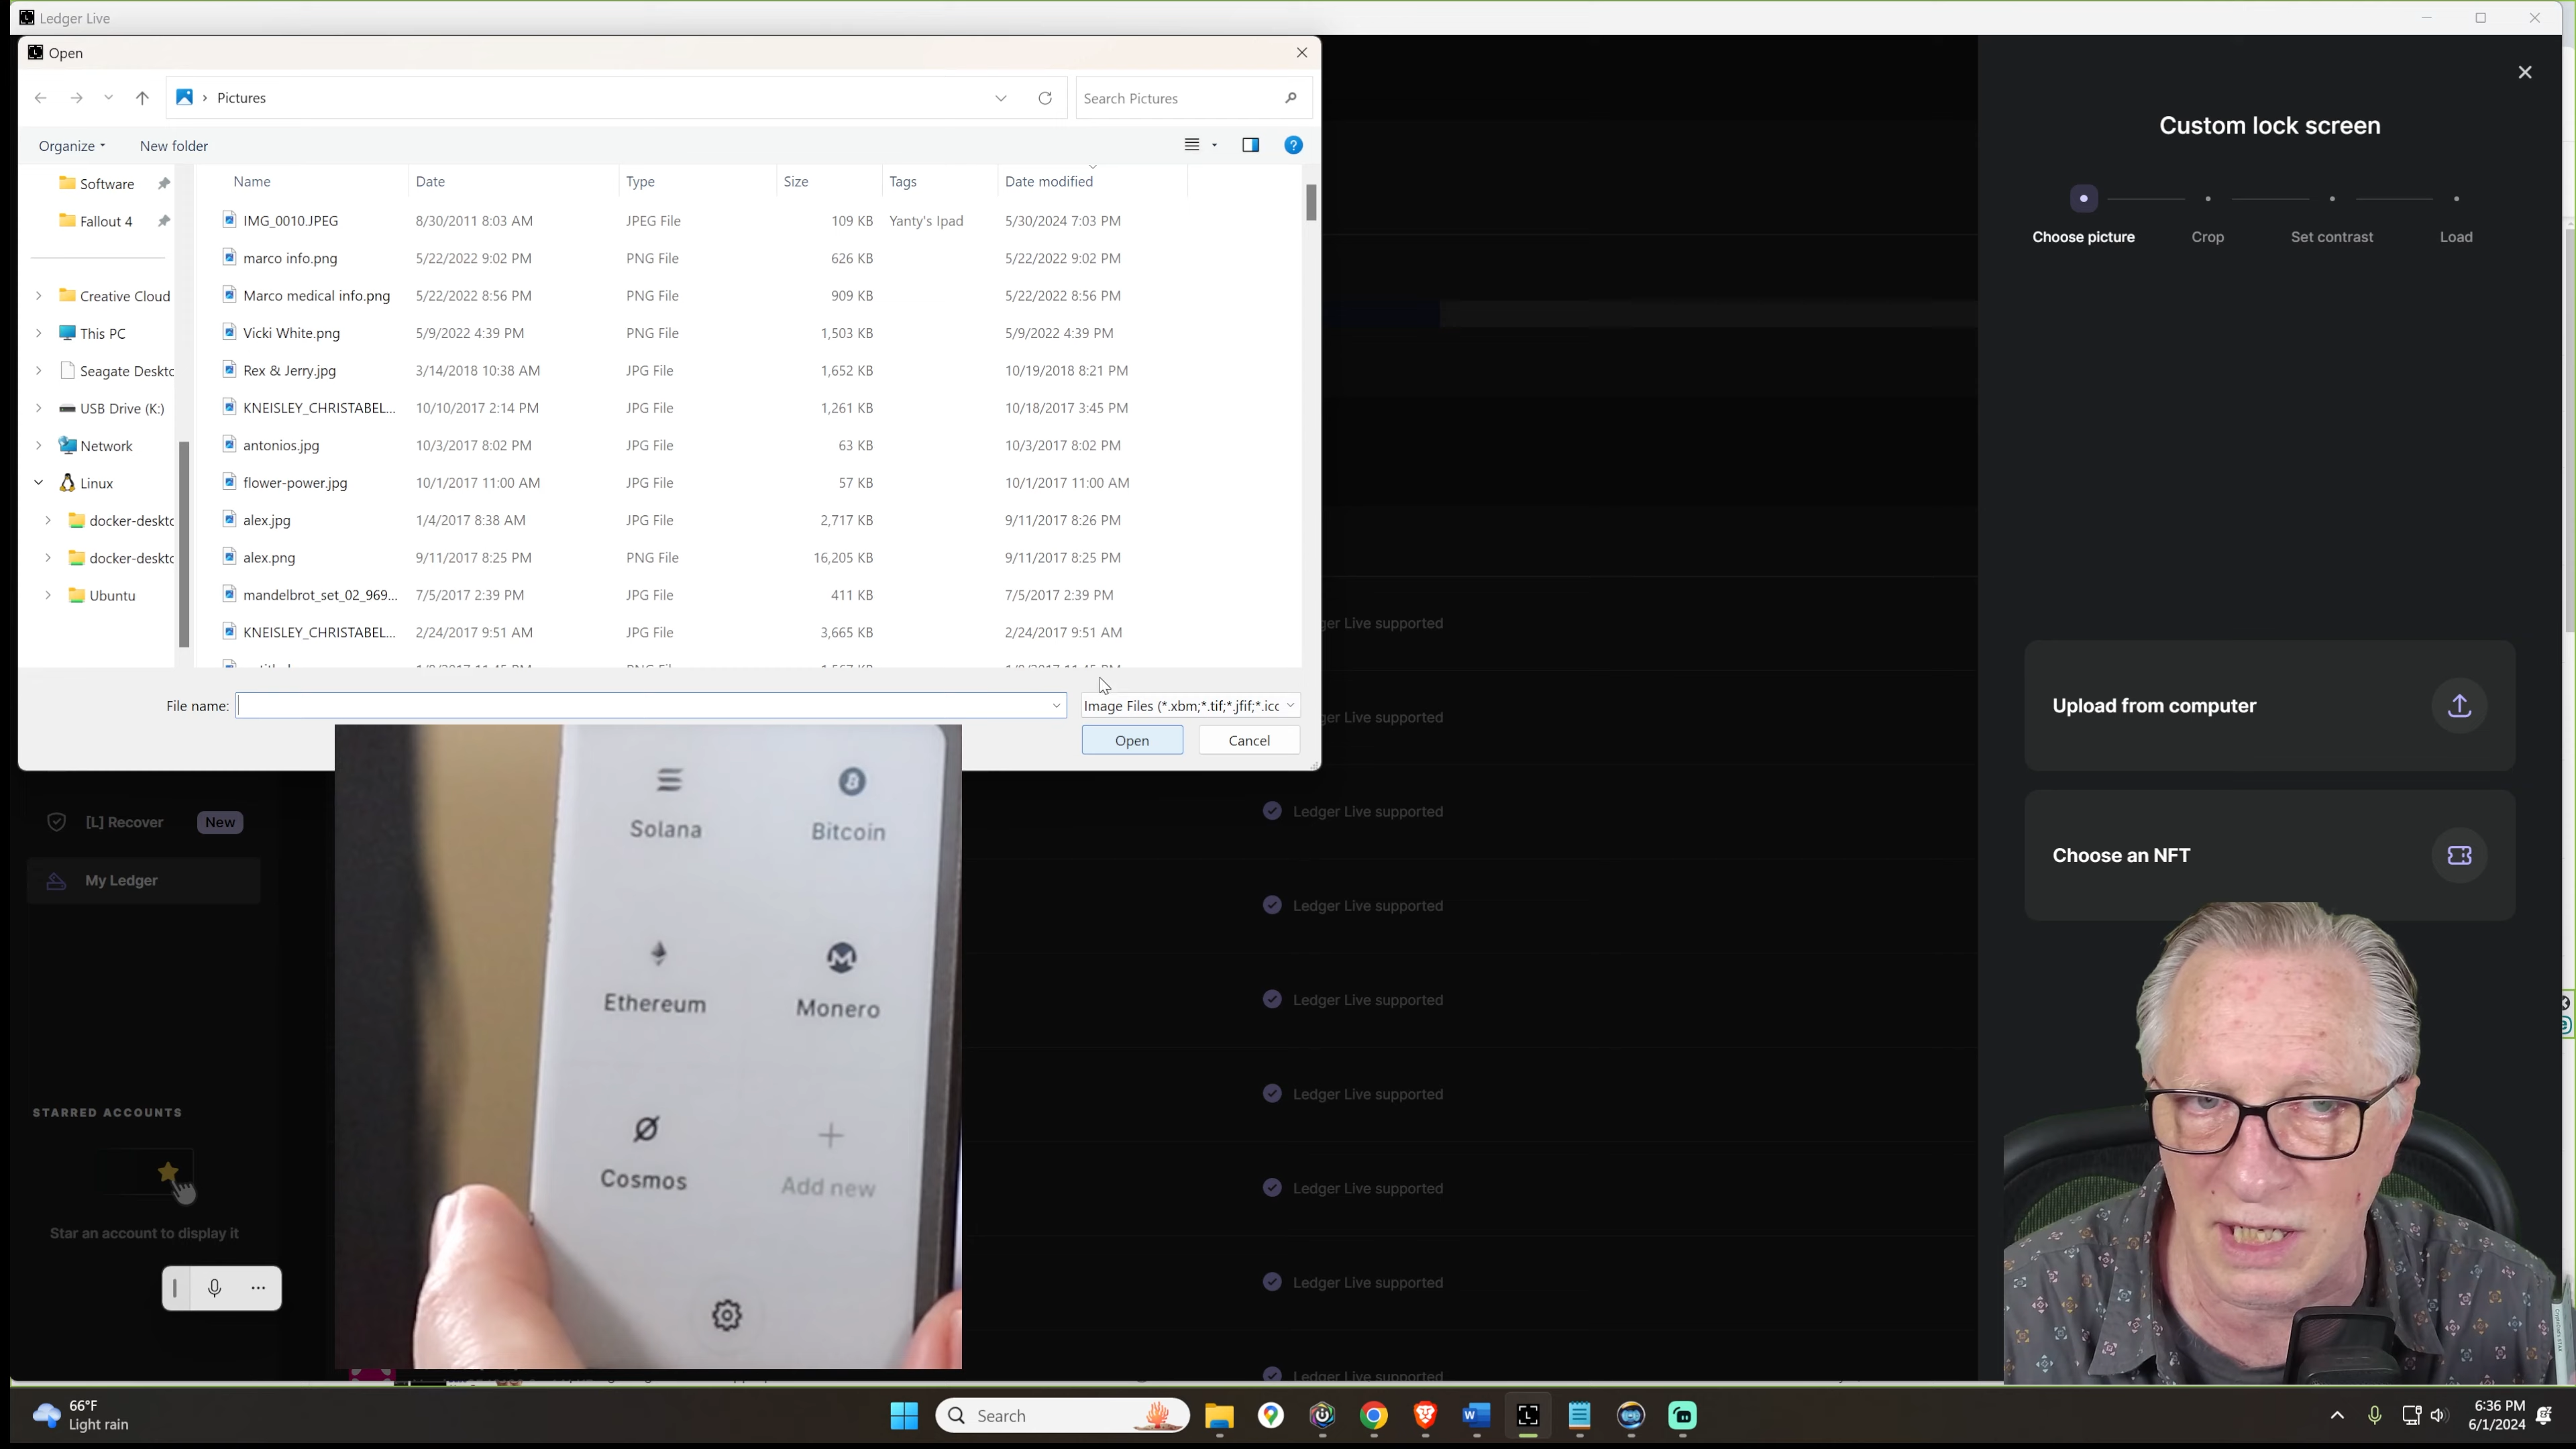 Ledger Live
Open
Pictures
Search Pictures
Organize
New folder
Name Date Type Size Tags Date modified
Software
Fallout 4
Creative Cloud
This PC
Seagate Deskto
USB Drive (K:)
Network
Linux
docker-deskto
docker-deskto
Ubuntu
IMG_0010.JPEG 8/30/2011 8:03 AM JPEG File 109 KB Yanty's Ipad 5/30/2024 7:03 PM
marco info.png 5/22/2022 9:02 PM PNG File 626 KB 5/22/2022 9:02 PM
Marco medical info.png 5/22/2022 8:56 PM PNG File 909 KB 5/22/2022 8:56 PM
Vicki White.png 5/9/2022 4:39 PM PNG File 1,503 KB 5/9/2022 4:39 PM
Rex & Jerry.jpg 3/14/2018 10:38 AM JPG File 1,652 KB 10/19/2018 8:21 PM
KNEISLEY_CHRISTABEL... 10/10/2017 2:14 PM JPG File 1,261 KB 10/18/2017 3:45 PM
antonios.jpg 10/3/2017 8:02 PM JPG File 63 KB 10/3/2017 8:02 PM
flower-power.jpg 10/1/2017 11:00 AM JPG File 57 KB 10/1/2017 11:00 AM
alex.jpg 1/4/2017 8:38 AM JPG File 2,717 KB 9/11/2017 8:26 PM
alex.png 9/11/2017 8:25 PM PNG File 16,205 KB 9/11/2017 8:25 PM
mandelbrot_set_02_969... 7/5/2017 2:39 PM JPG File 411 KB 7/5/2017 2:39 PM
KNEISLEY_CHRISTABEL... 2/24/2017 9:51 AM JPG File 3,665 KB 2/24/2017 9:51 AM
File name:
Image Files (*.xbm;*.tif;*.jfif;*.icc
Open
Cancel
Custom lock screen
Choose picture
Crop
Set contrast
Load
Upload from computer
Choose an NFT
ger Live supported
ger Live supported
Ledger Live supported
Ledger Live supported
Ledger Live supported
Ledger Live supported
Ledger Live supported
Ledger Live supported
Ledger Live supported
[L] Recover
New
My Ledger
STARRED ACCOUNTS
Star an account to display it
Solana
Bitcoin
Ethereum
Monero
Cosmos
Add new
66°F
Light rain
Search
6:36 PM
6/1/2024